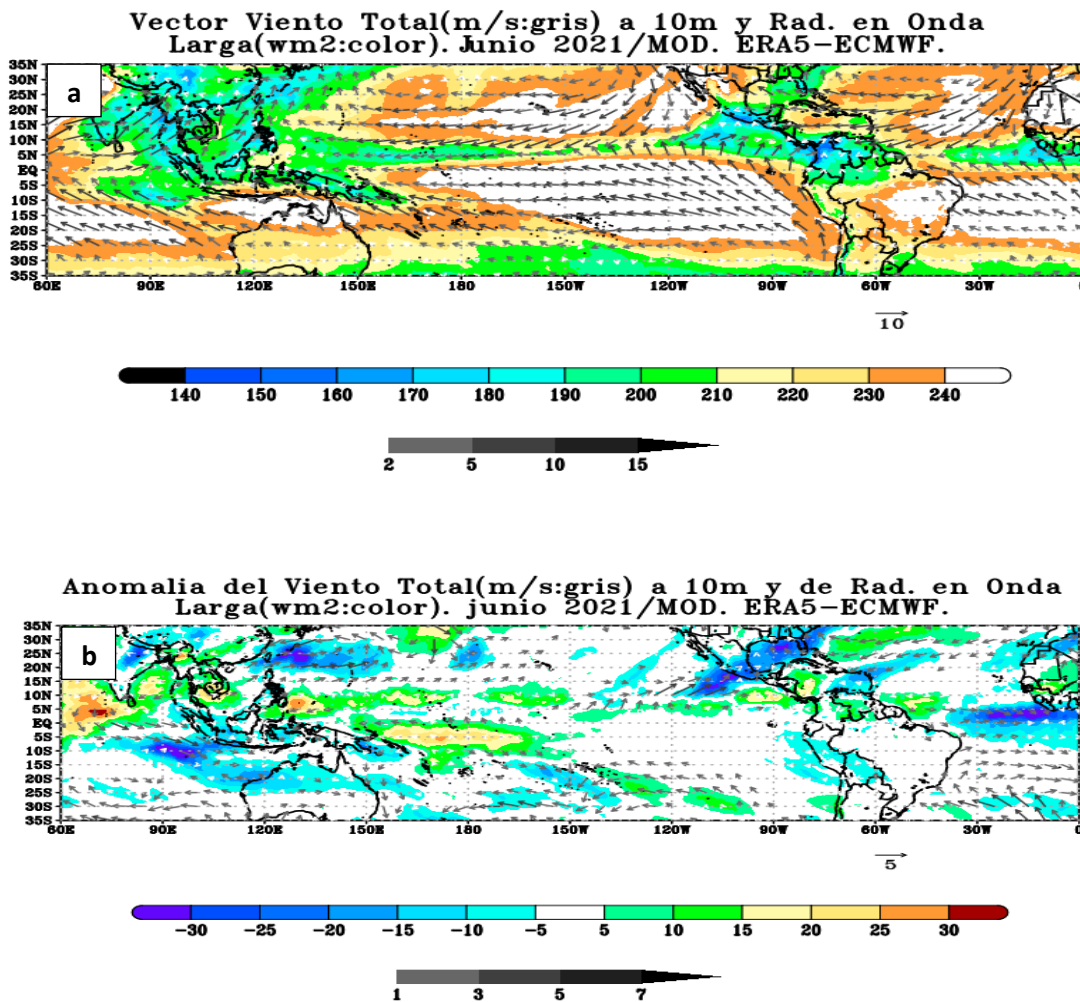 Vector Viento Total(m/s:gris) a 10m y Rad. en Onda
Larga(wm2:color). Junio 2021/MOD. ERA5-ECMWF.
a
35N
30N
25N
20N
15N
10N
5N
EQ
5S
10S
15S
20S
25S
30S
35S
60E 90E 120E 150E 180 150W 120W 90W 60W 30W 0
10
140 150 160 170 180 190 200 210 220 230 240
2 5 10 15
Anomalia del Viento Total(m/s:gris) a 10m y de Rad. en Onda
Larga(wm2:color). junio 2021/MOD. ERA5-ECMWF.
b
35N
30N
25N
20N
15N
10N
5N
EQ
5S
10S
15S
20S
25S
30S
35S
60E 90E 120E 150E 180 150W 120W 90W 60W 30W 0
5
-30 -25 -20 -15 -10 -5 5 10 15 20 25 30
1 3 5 7